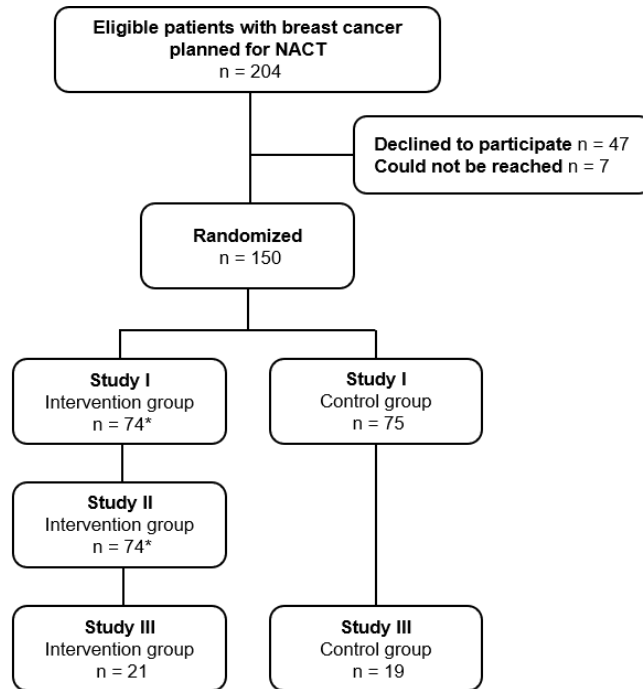 Eligible patients with breast cancer
planned for NACT
n = 204
Declined to participate n = 47
Could not be reached n = 7
Randomized
n = 150
Study I
Intervention group
n = 74*
Study I
Control group
n = 75
Study II
Intervention group
n = 74*
Study III
Intervention group
n = 21
Study III
Control group
n = 19